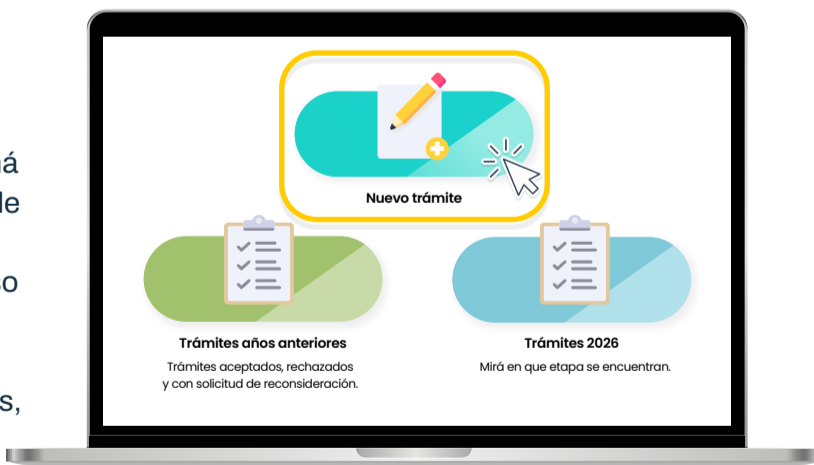 Nuevo trámite
Trámites años anteriores
Trámites aceptados, rechazados
y con solicitud de reconsideración.
Trámites 2026
Mirá en que etapa se encuentran.